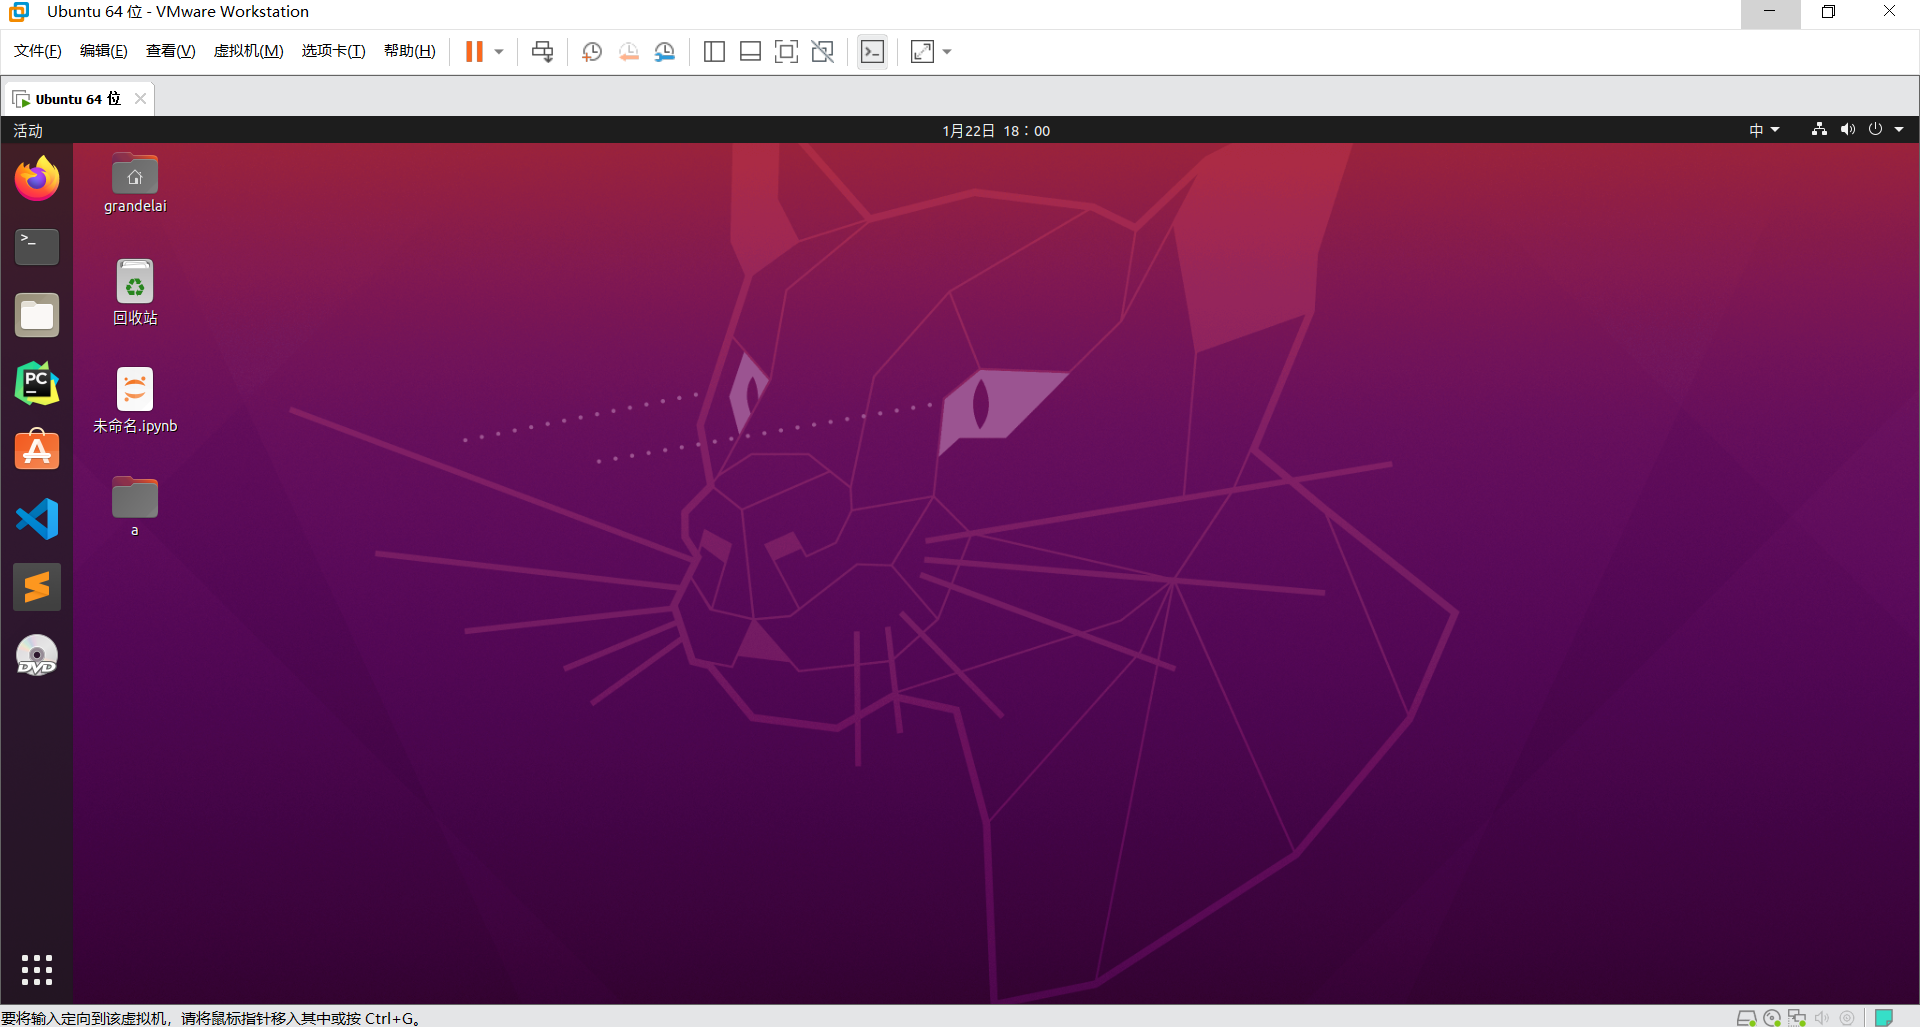 Ubuntu 64 位 - VMware Workstation
文件(F) 编辑(E) 查看(V) 虚拟机(M) 选项卡(T) 帮助(H)
Ubuntu 64 位
活动 1月22日 18：00 中
grandelai
回收站
未命名.ipynb
a
PC
A
DVD
要将输入定向到该虚拟机，请将鼠标指针移入其中或按 Ctrl+G。